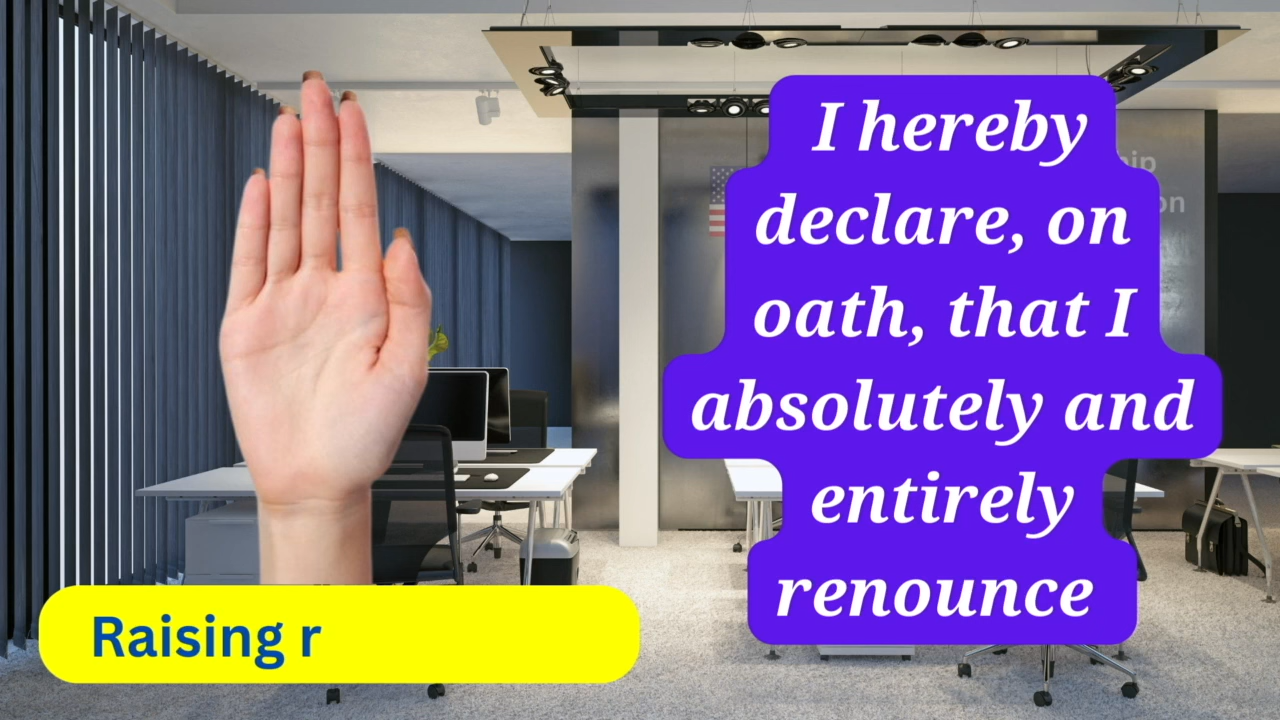 I hereby
declare, on
oath, that I
absolutely and
entirely
renounce
Raising r